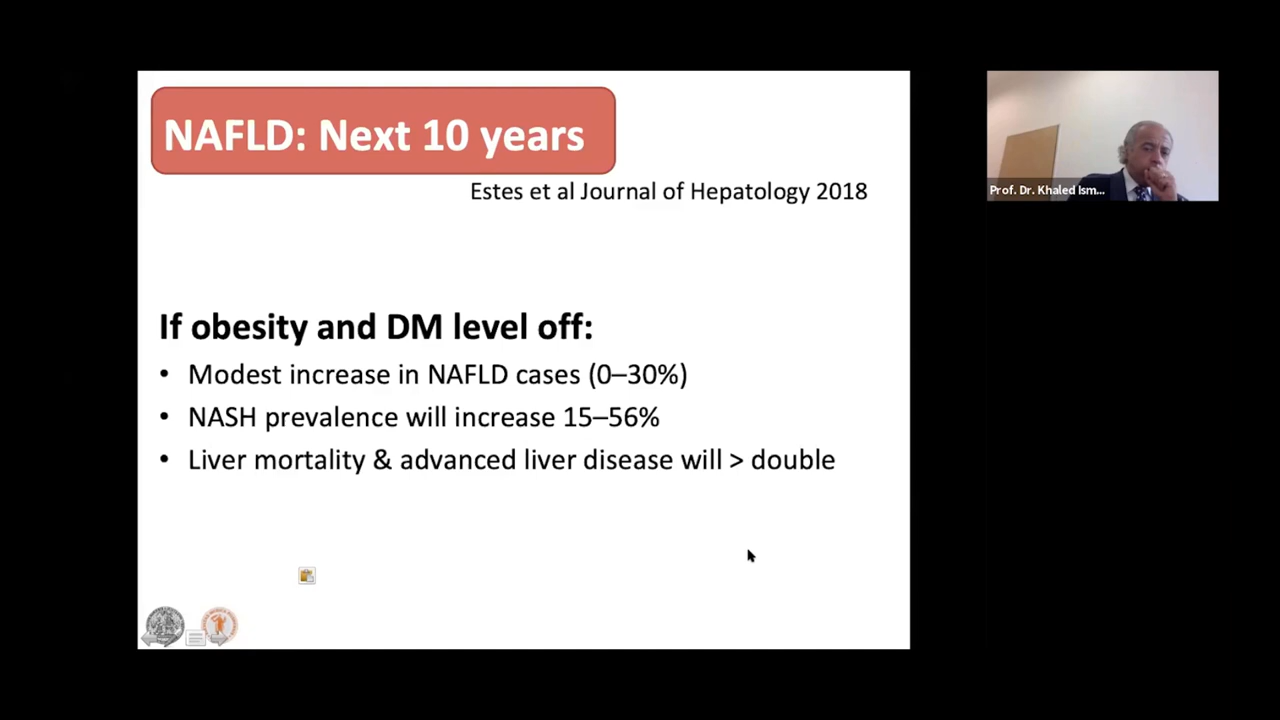 NAFLD: Next 10 years
Estes et al Journal of Hepatology 2018
If obesity and DM level off:
• Modest increase in NAFLD cases (0–30%)
• NASH prevalence will increase 15–56%
• Liver mortality & advanced liver disease will > double
Prof. Dr. Khaled Ism...